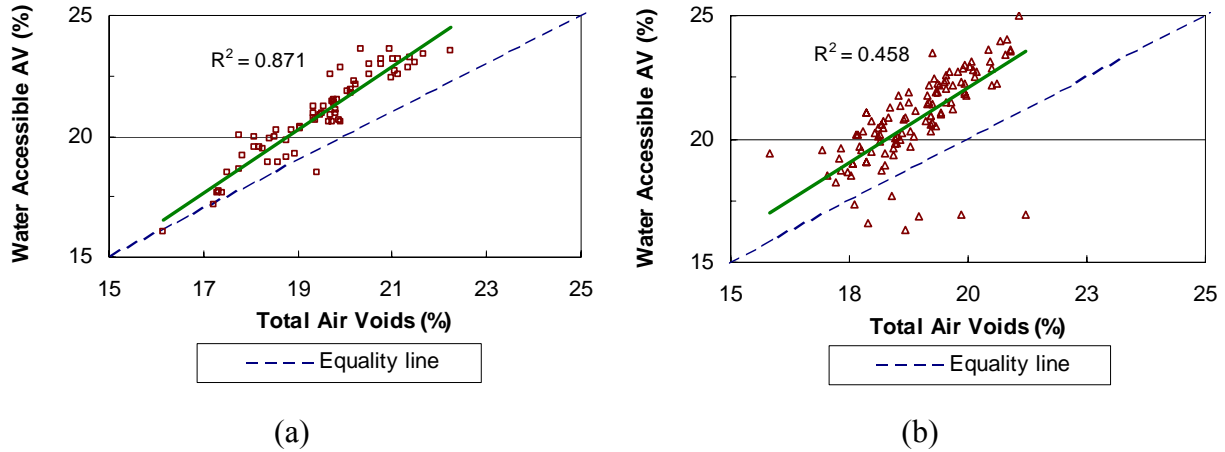 Water Accessible AV (%)
25
20
15
R² = 0.871
15 17 19 21 23 25
Total Air Voids (%)
Equality line
(a)
Water Accessible AV (%)
25
20
15
R² = 0.458
15 18 20 23 25
Total Air Voids (%)
Equality line
(b)